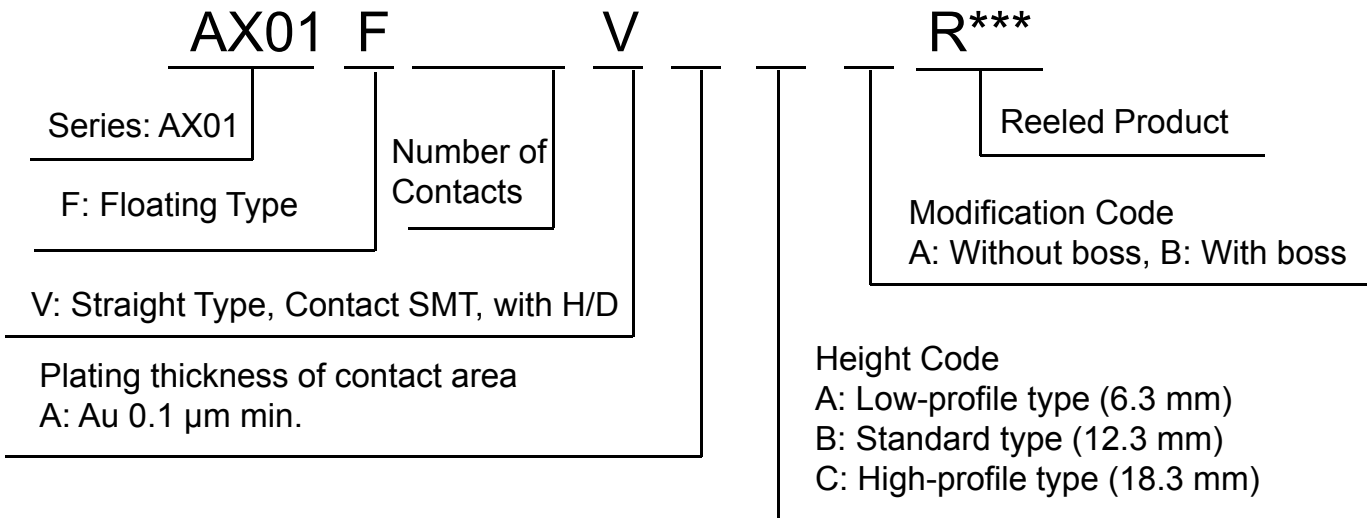 AX01 F V R***
Series: AX01
Reeled Product
Number of
Contacts
F: Floating Type
Modification Code
A: Without boss, B: With boss
V: Straight Type, Contact SMT, with H/D
Plating thickness of contact area
A: Au 0.1 µm min.
Height Code
A: Low-profile type (6.3 mm)
B: Standard type (12.3 mm)
C: High-profile type (18.3 mm)